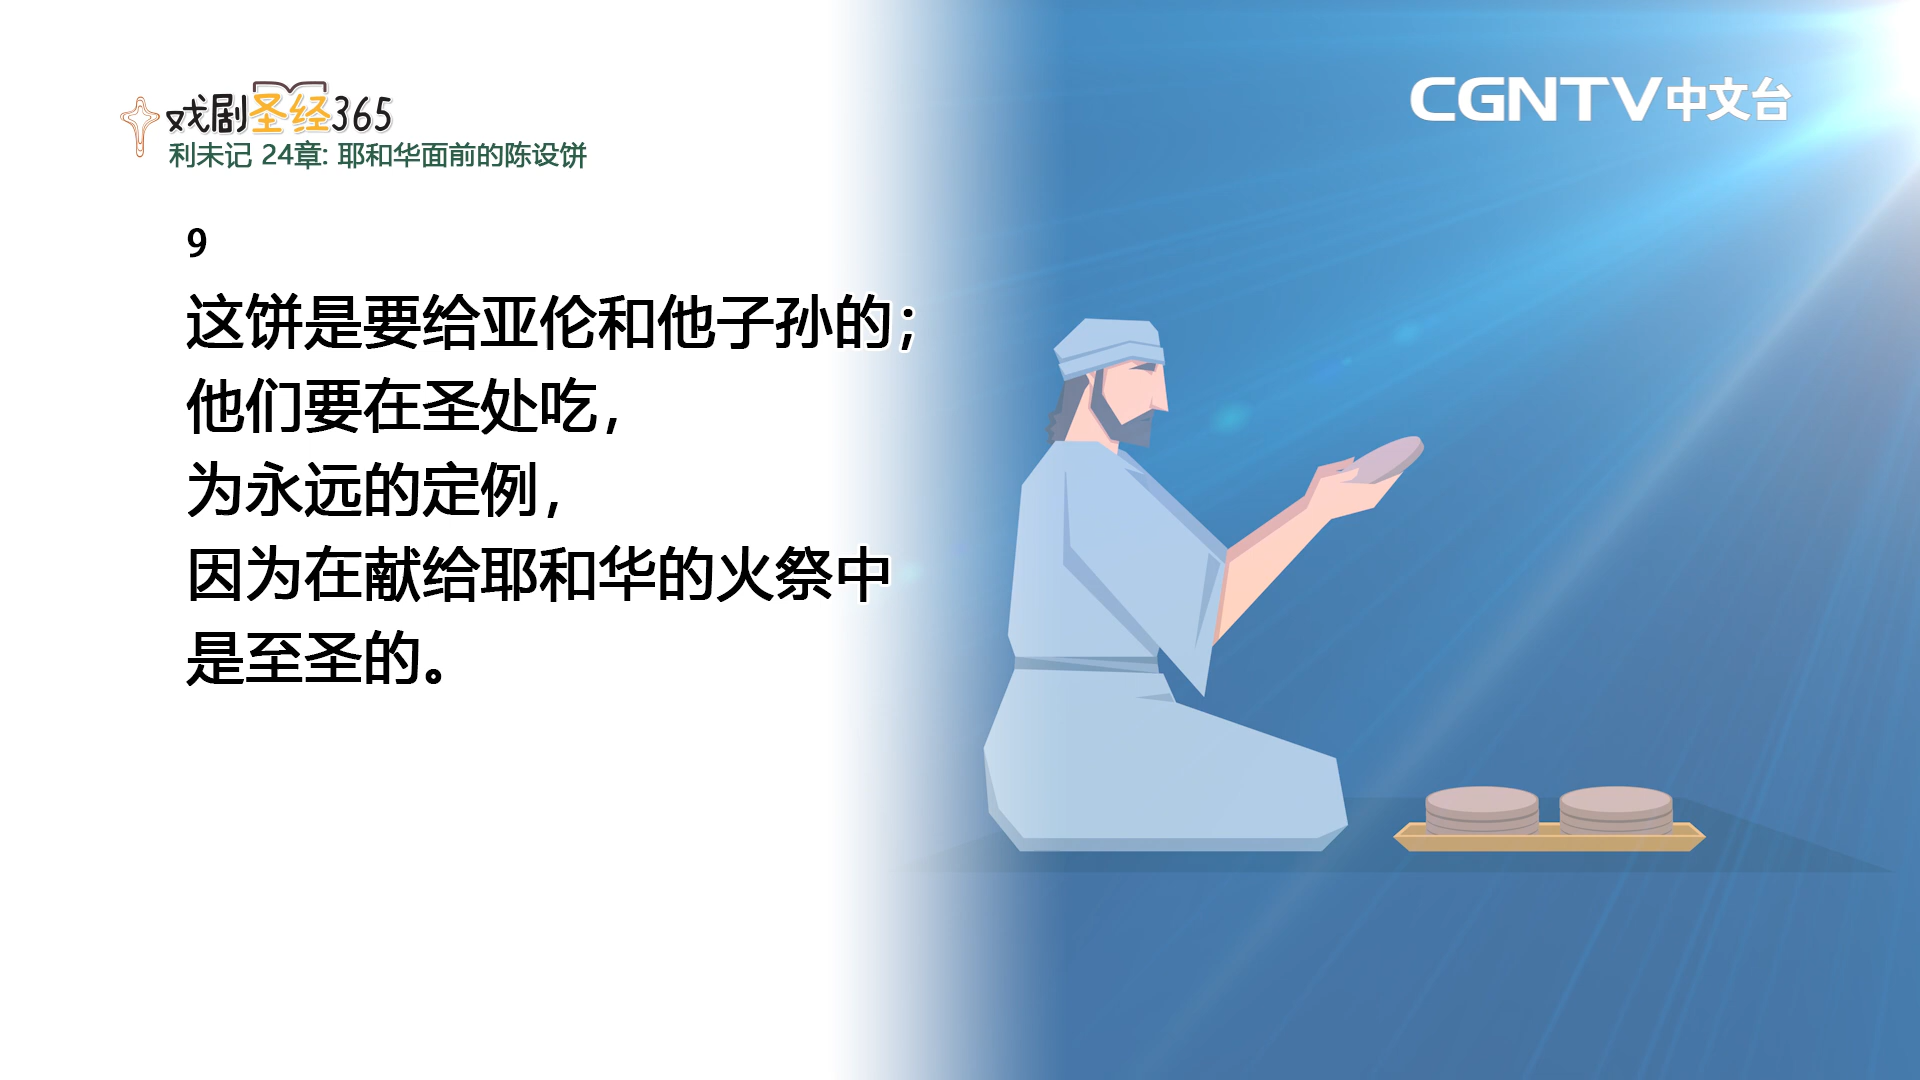 戏剧圣经365
利未记 24章: 耶和华面前的陈设饼
CGNTV中文台
9
这饼是要给亚伦和他子孙的；
他们要在圣处吃，
为永远的定例，
因为在献给耶和华的火祭中
是至圣的。